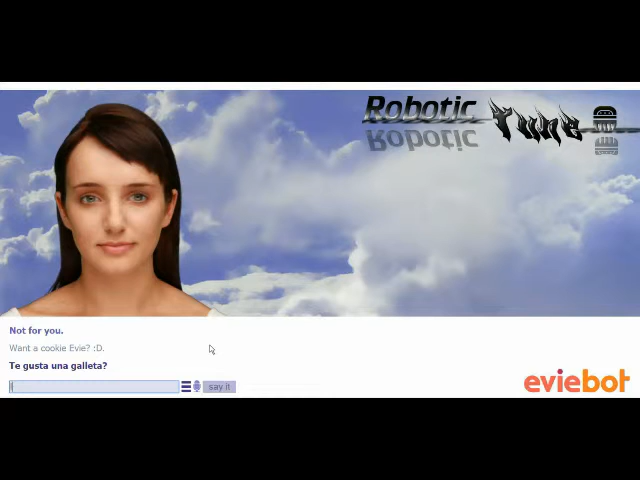 Robotic Tune
Not for you.
Want a cookie Evie? :D.
Te gusta una galleta?
say it
eviebot